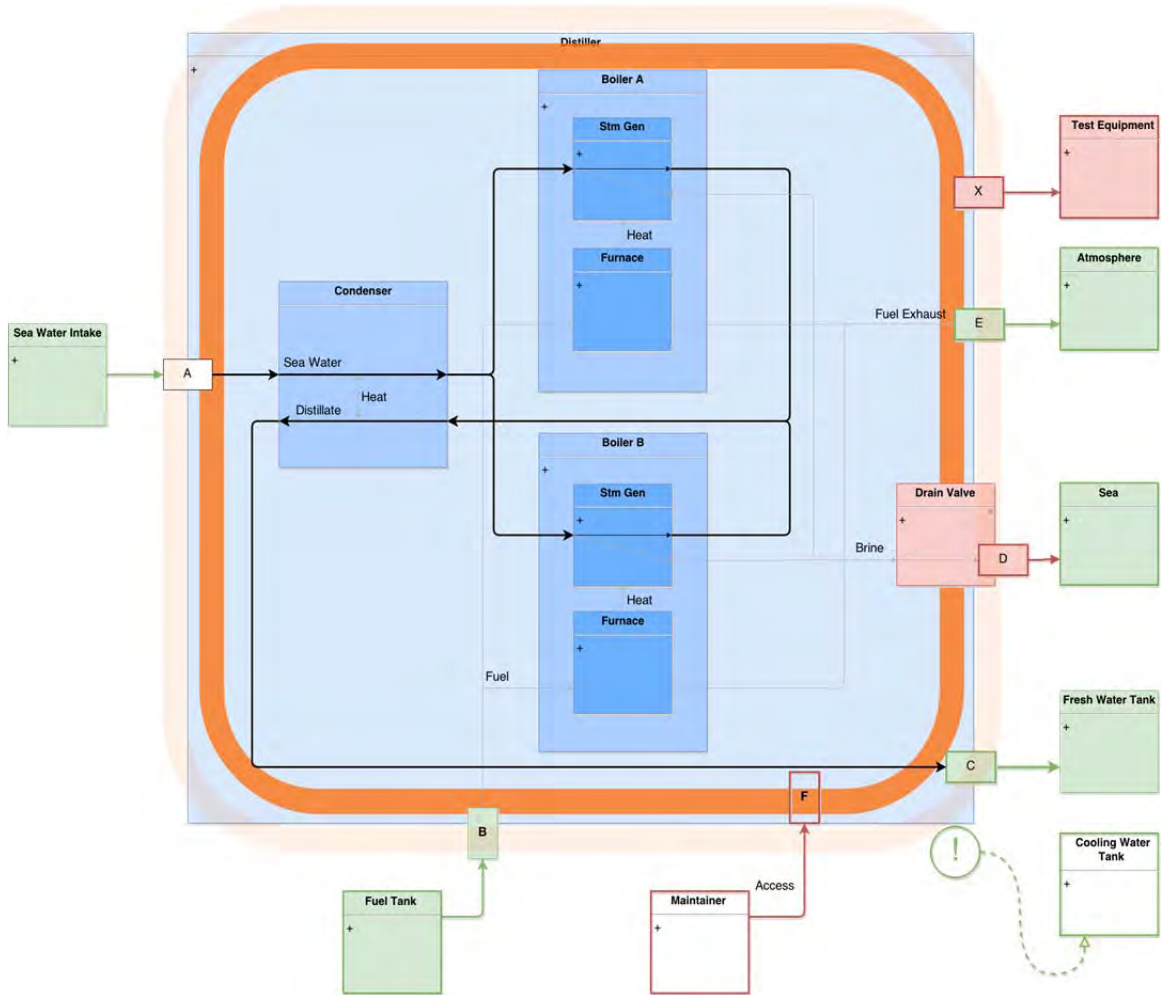 Distiller
+
Boiler A
+
Stm Gen
+
Heat
Furnace
+
Test Equipment
+
X
Atmosphere
+
Fuel Exhaust
E
Sea Water Intake
+
A
Condenser
Sea Water
Heat
Distillate
Boiler B
+
Stm Gen
+
Heat
Furnace
+
Fuel
Drain Valve
+
Brine
D
Sea
+
Fresh Water Tank
+
C
B
F
!
Cooling Water
Tank
+
Fuel Tank
+
Access
Maintainer
+